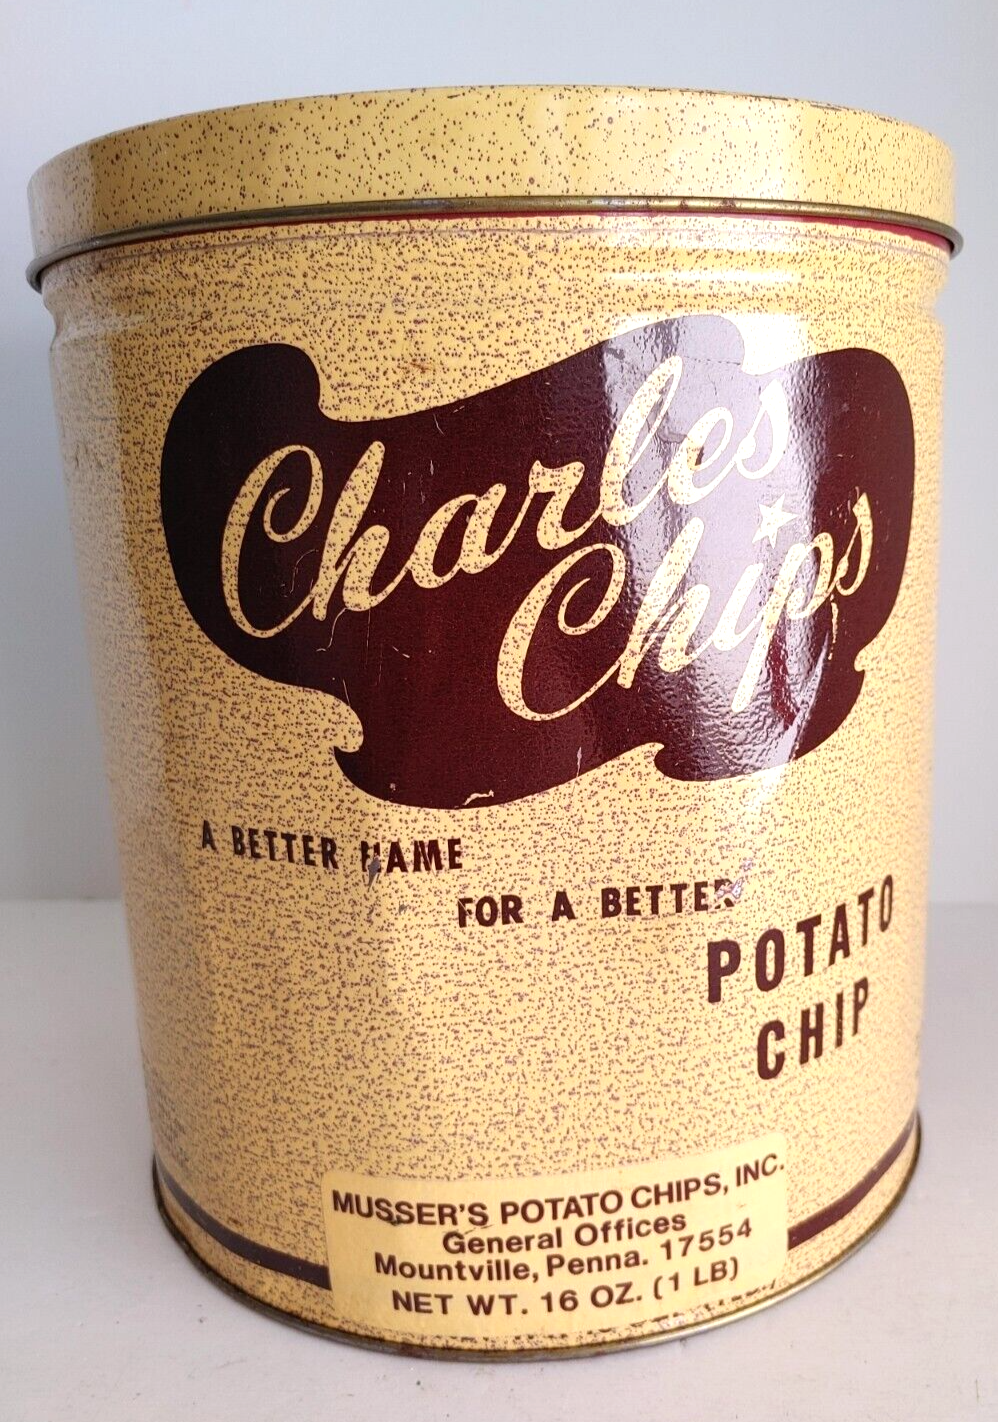 Charles
Chips
A BETTER NAME
FOR A BETTER
POTATO
CHIP
MUSSER'S POTATO CHIPS, INC.
General Offices
Mountville, Penna. 17554
NET WT. 16 OZ. (1 LB)